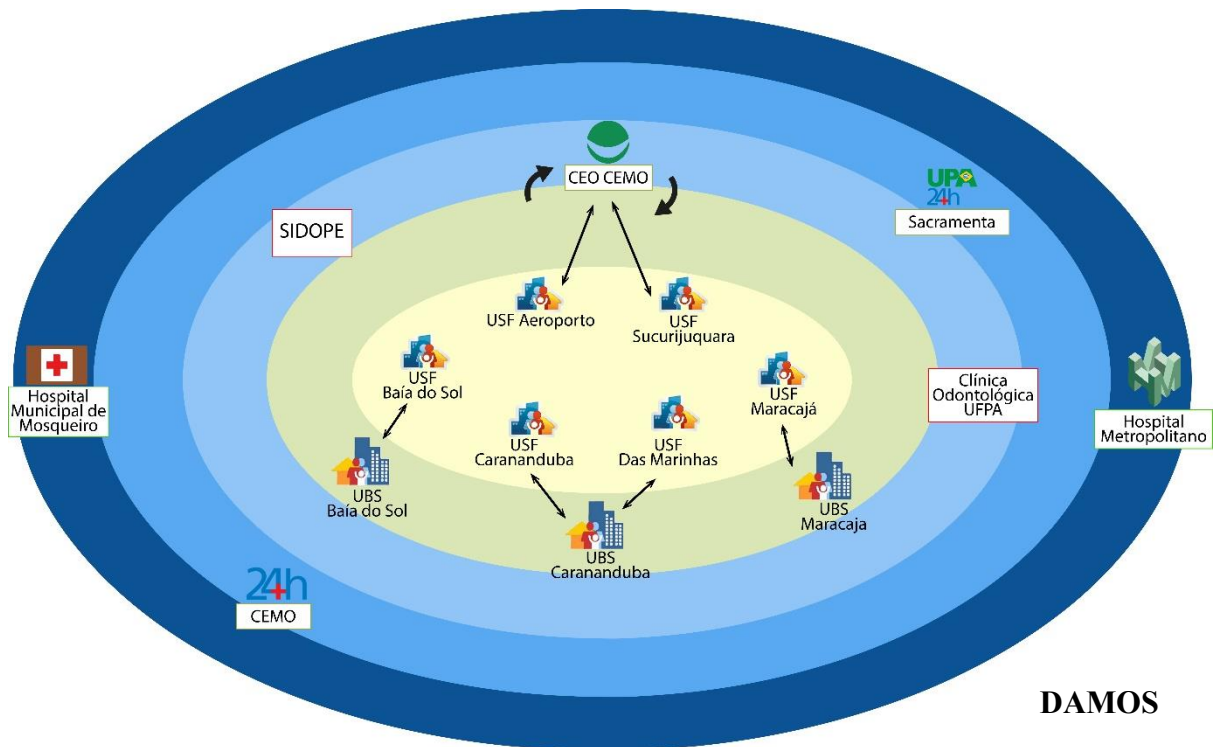 CEO CEMO
UPA
24h
Sacramenta
SIDOPE
USF Aeroporto
USF
Sucurijuquara
USF
Baía do Sol
USF
Maracajá
Clínica
Odontológica
UFPA
Hospital
Municipal de
Mosqueiro
Hospital
Metropolitano
USF
Carananduba
USF
Das Marinhas
UBS
Baía do Sol
UBS
Maracaja
UBS
Carananduba
24h
CEMO
DAMOS